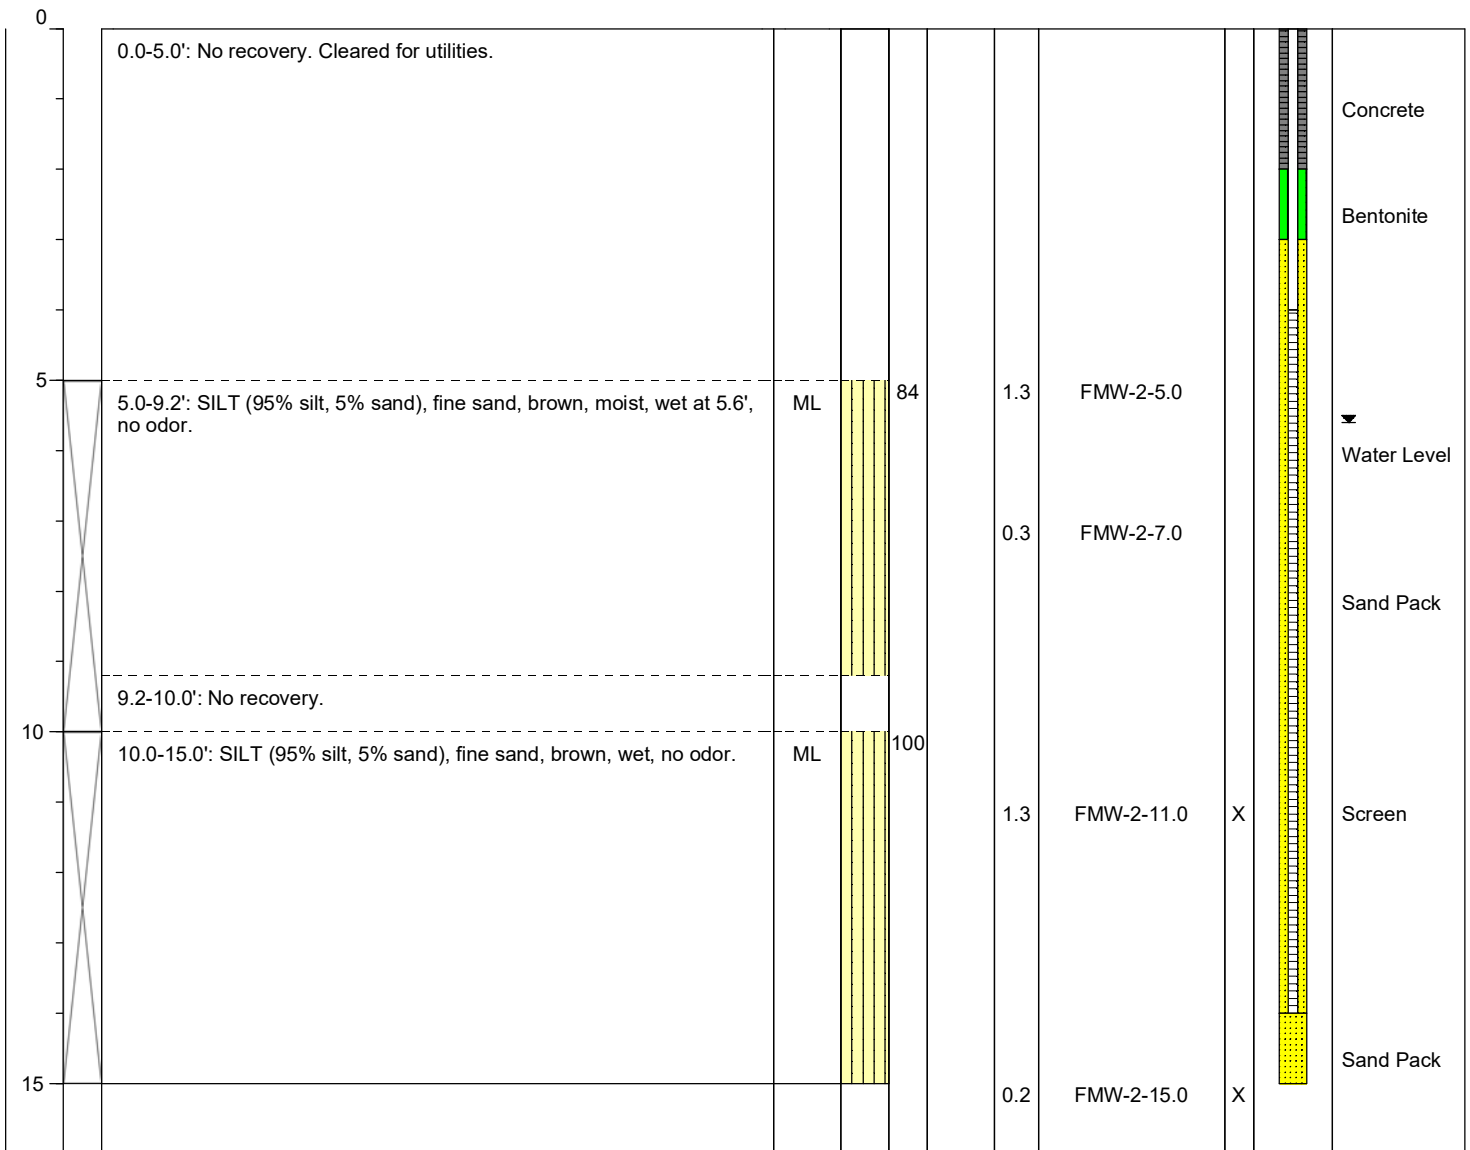 0
0.0-5.0': No recovery. Cleared for utilities.
Concrete
Bentonite
5
5.0-9.2': SILT (95% silt, 5% sand), fine sand, brown, moist, wet at 5.6',
no odor.
ML
84
1.3
FMW-2-5.0
Water Level
0.3
FMW-2-7.0
Sand Pack
9.2-10.0': No recovery.
10
10.0-15.0': SILT (95% silt, 5% sand), fine sand, brown, wet, no odor.
ML
100
1.3
FMW-2-11.0
X
Screen
Sand Pack
15
0.2
FMW-2-15.0
X